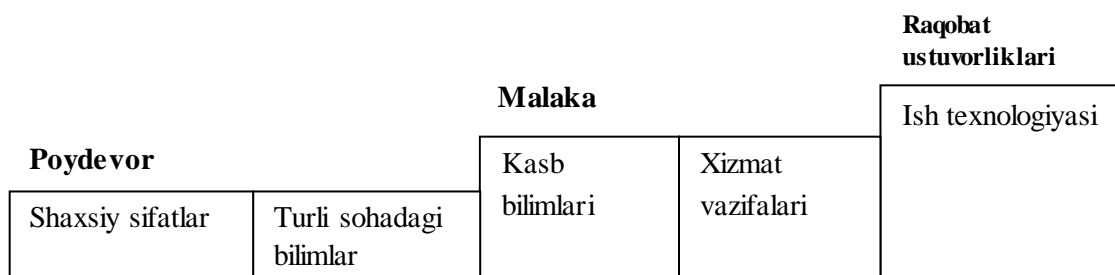 Raqobat
ustuvorliklari
Malaka
Ish texnologiyasi
Poydevor
Kasb
bilimlari
Xizmat
vazifalari
Shaxsiy sifatlar
Turli sohadagi
bilimlar